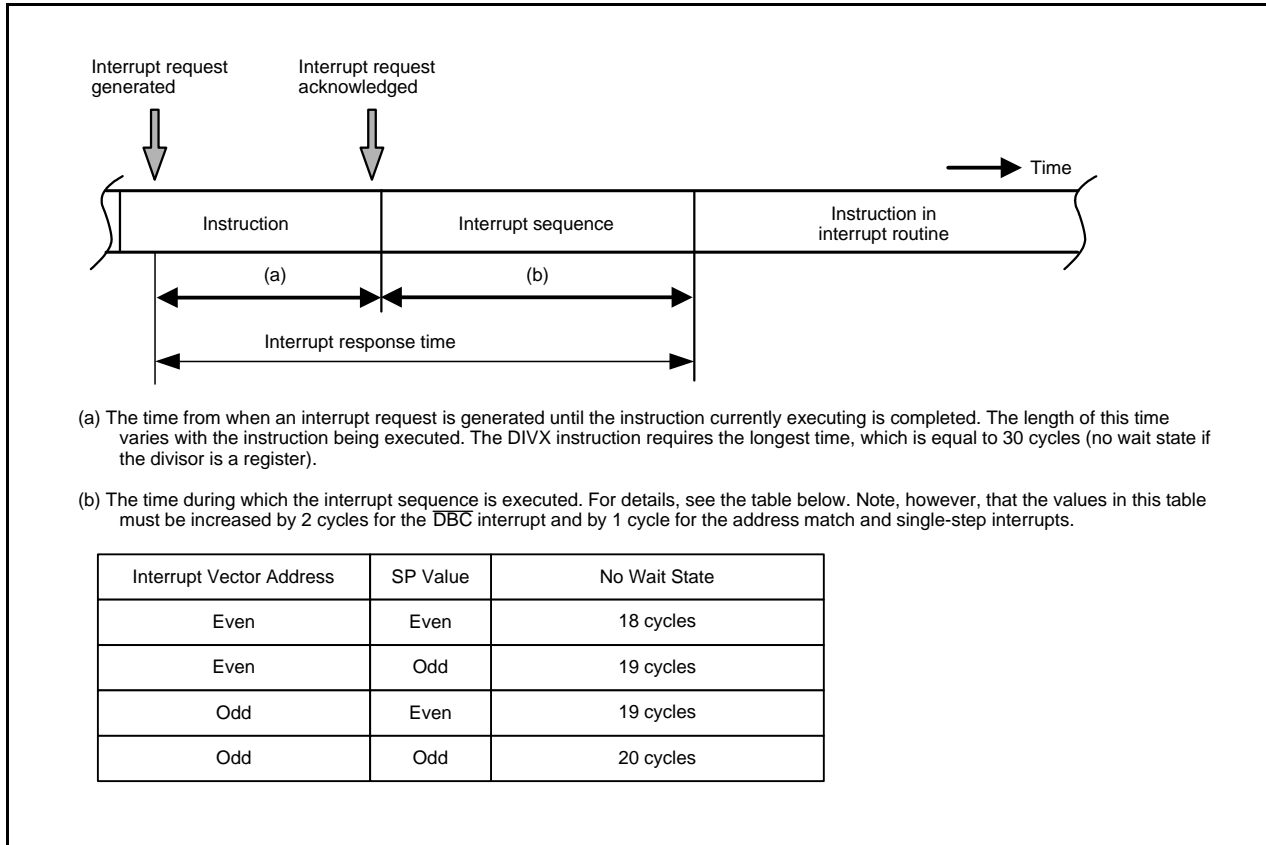 Interrupt request
generated
Interrupt request
acknowledged
Time
Instruction
Interrupt sequence
Instruction in
interrupt routine
(a)
(b)
Interrupt response time
(a) The time from when an interrupt request is generated until the instruction currently executing is completed. The length of this time
varies with the instruction being executed. The DIVX instruction requires the longest time, which is equal to 30 cycles (no wait state if
the divisor is a register).
(b) The time during which the interrupt sequence is executed. For details, see the table below. Note, however, that the values in this table
must be increased by 2 cycles for the DBC interrupt and by 1 cycle for the address match and single-step interrupts.
Interrupt Vector Address SP Value No Wait State
Even Even 18 cycles
Even Odd 19 cycles
Odd Even 19 cycles
Odd Odd 20 cycles